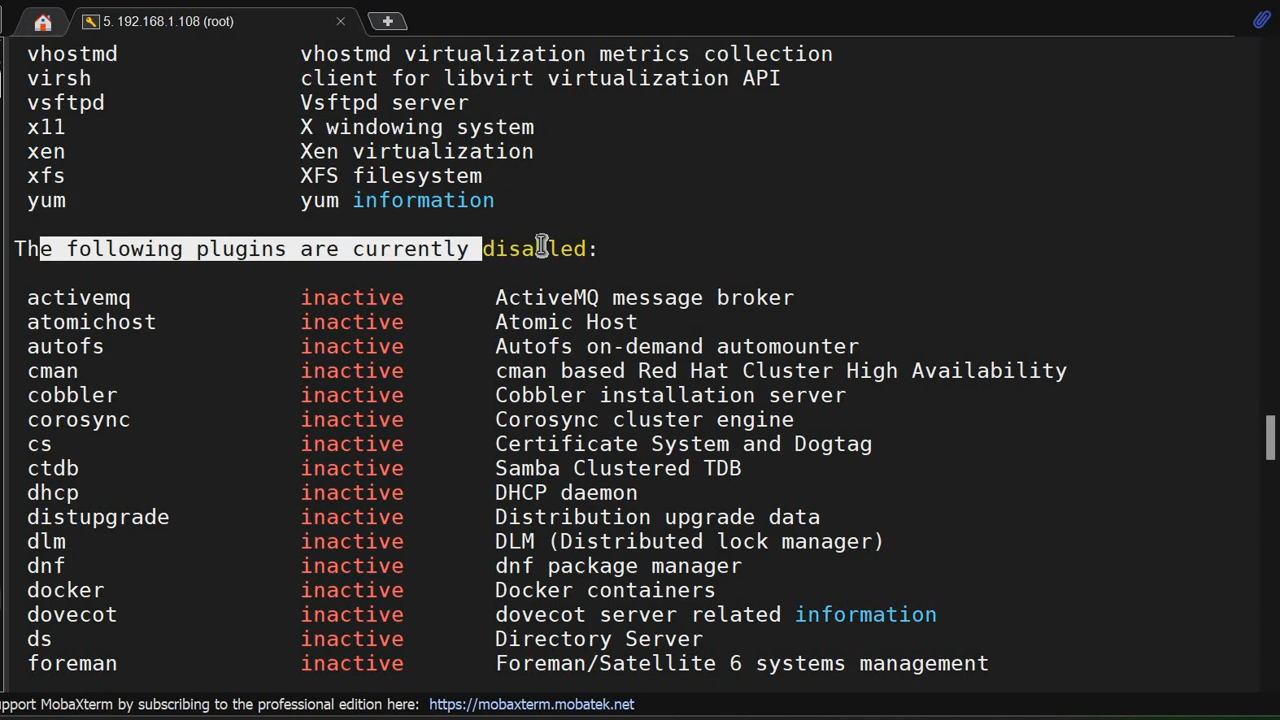 5. 192.168.1.108 (root)
vhostmd vhostmd virtualization metrics collection
virsh client for libvirt virtualization API
vsftpd Vsftpd server
x11 X windowing system
xen Xen virtualization
xfs XFS filesystem
yum yum information
The following plugins are currently disabled:
activemq inactive ActiveMQ message broker
atomichost inactive Atomic Host
autofs inactive Autofs on-demand automounter
cman inactive cman based Red Hat Cluster High Availability
cobbler inactive Cobbler installation server
corosync inactive Corosync cluster engine
cs inactive Certificate System and Dogtag
ctdb inactive Samba Clustered TDB
dhcp inactive DHCP daemon
distupgrade inactive Distribution upgrade data
dlm inactive DLM (Distributed lock manager)
dnf inactive dnf package manager
docker inactive Docker containers
dovecot inactive dovecot server related information
ds inactive Directory Server
foreman inactive Foreman/Satellite 6 systems management
pport MobaXterm by subscribing to the professional edition here: https://mobaxterm.mobatek.net